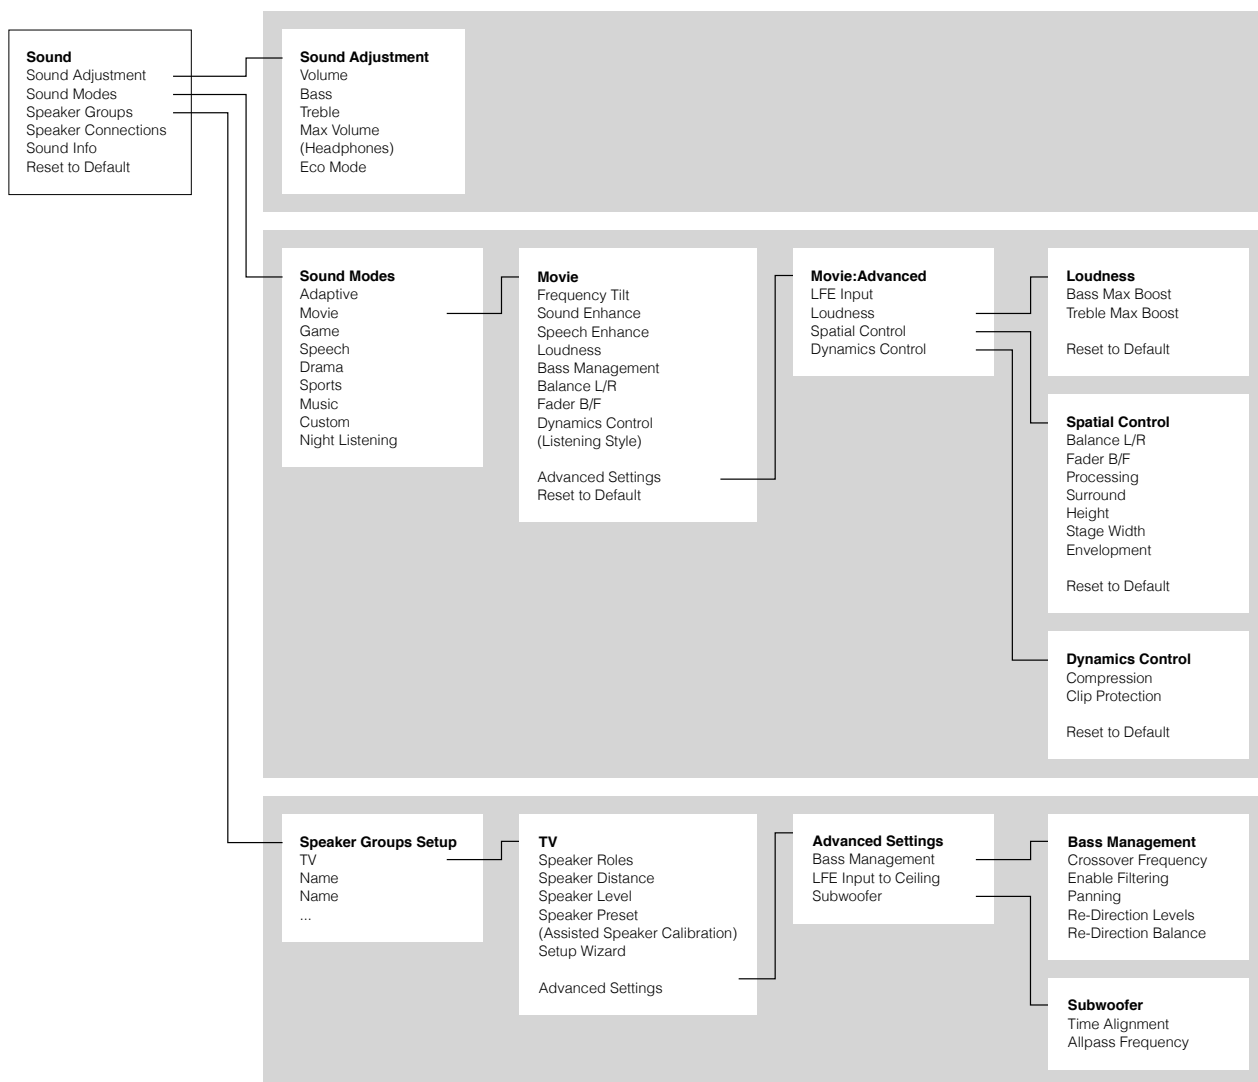 Sound
Sound Adjustment
Sound Modes
Speaker Groups
Speaker Connections
Sound Info
Reset to Default
Sound Adjustment
Volume
Bass
Treble
Max Volume
(Headphones)
Eco Mode
Sound Modes
Adaptive
Movie
Game
Speech
Drama
Sports
Music
Custom
Night Listening
Movie
Frequency Tilt
Sound Enhance
Speech Enhance
Loudness
Bass Management
Balance L/R
Fader B/F
Dynamics Control
(Listening Style)
Advanced Settings
Reset to Default
Movie:Advanced
LFE Input
Loudness
Spatial Control
Dynamics Control
Loudness
Bass Max Boost
Treble Max Boost
Reset to Default
Spatial Control
Balance L/R
Fader B/F
Processing
Surround
Height
Stage Width
Envelopment
Reset to Default
Dynamics Control
Compression
Clip Protection
Reset to Default
Speaker Groups Setup
TV
Name
Name
...
TV
Speaker Roles
Speaker Distance
Speaker Level
Speaker Preset
(Assisted Speaker Calibration)
Setup Wizard
Advanced Settings
Advanced Settings
Bass Management
LFE Input to Ceiling
Subwoofer
Bass Management
Crossover Frequency
Enable Filtering
Panning
Re-Direction Levels
Re-Direction Balance
Subwoofer
Time Alignment
Allpass Frequency